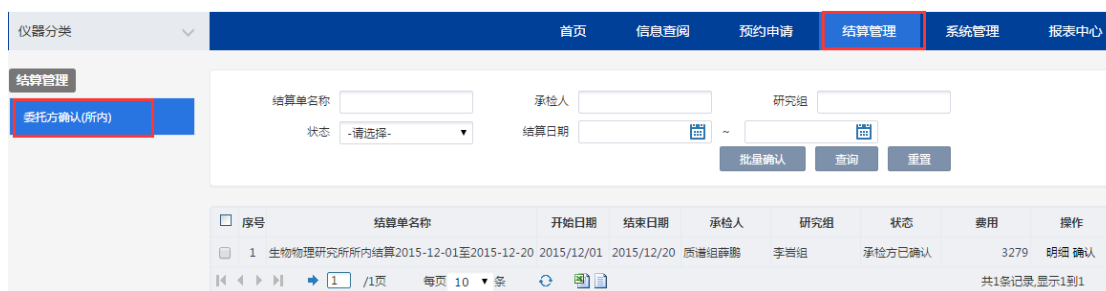 仪器分类 首页 信息查阅 预约申请 结算管理 系统管理 报表中心
结算管理
委托方确认(所内)
结算单名称 承检人 研究组
状态 -请选择- 结算日期 ~
批量确认 查询 重置
序号 结算单名称 开始日期 结束日期 承检人 研究组 状态 费用 操作
1 生物物理研究所所内结算2015-12-01至2015-12-20 2015/12/01 2015/12/20 质谱组薛鹏 李岩组 承检方已确认 3279 明细 确认
1 /1页 每页 10 条 共1条记录,显示1到1